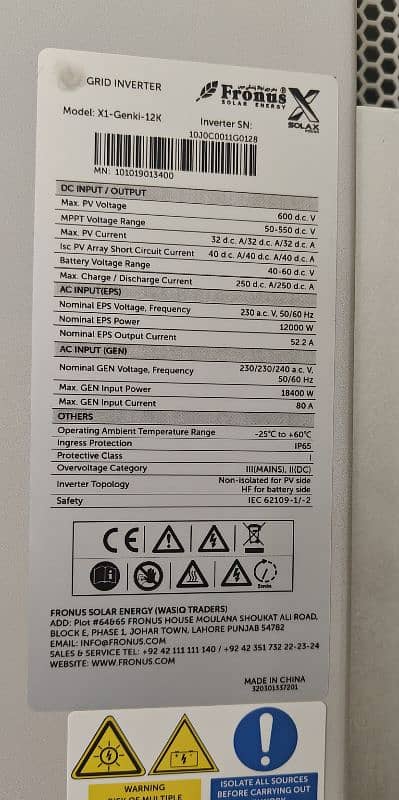 GRID INVERTER
Fronus®
SOLAR ENERGY
SOLAX
Model: X1-Genki-12K
Inverter SN:
10J0C0011G0128
MN: 101019013400
DC INPUT / OUTPUT
Max. PV Voltage 600 d.c. V
MPPT Voltage Range 50-550 d.c. V
Max. PV Current 32 d.c. A/32 d.c. A/32 d.c. A
Isc PV Array Short Circuit Current 40 d.c. A/40 d.c. A/40 d.c. A
Battery Voltage Range 40-60 d.c. V
Max. Charge / Discharge Current 250 d.c. A/250 d.c. A
AC INPUT(EPS)
Nominal EPS Voltage, Frequency 230 a.c. V, 50/60 Hz
Nominal EPS Power 12000 W
Nominal EPS Output Current 52.2 A
AC INPUT (GEN)
Nominal GEN Voltage, Frequency 230/230/240 a.c. V,
50/60 Hz
Max. GEN Input Power 18400 W
Max. GEN Input Current 80 A
OTHERS
Operating Ambient Temperature Range -25°C to +60°C
Ingress Protection IP65
Protective Class I
Overvoltage Category III(MAINS), II(DC)
Inverter Topology Non-isolated for PV side
HF for battery side
Safety IEC 62109-1/-2
CE
FRONUS SOLAR ENERGY (WASIQ TRADERS)
ADD: Plot #64&65 FRONUS HOUSE MOULANA SHOUKAT ALI ROAD,
BLOCK E, PHASE 1, JOHAR TOWN, LAHORE PUNJAB 54782
EMAIL: INFO@FRONUS.COM
SALES & SERVICE TEL: +92 42 111 111 140 / +92 42 351 732 22-23-24
WEBSITE: WWW.FRONUS.COM
MADE IN CHINA
320301337201
WARNING
RISK OF MULTIPLE
ISOLATE ALL SOURCES
BEFORE CARRYING OUT
WORK